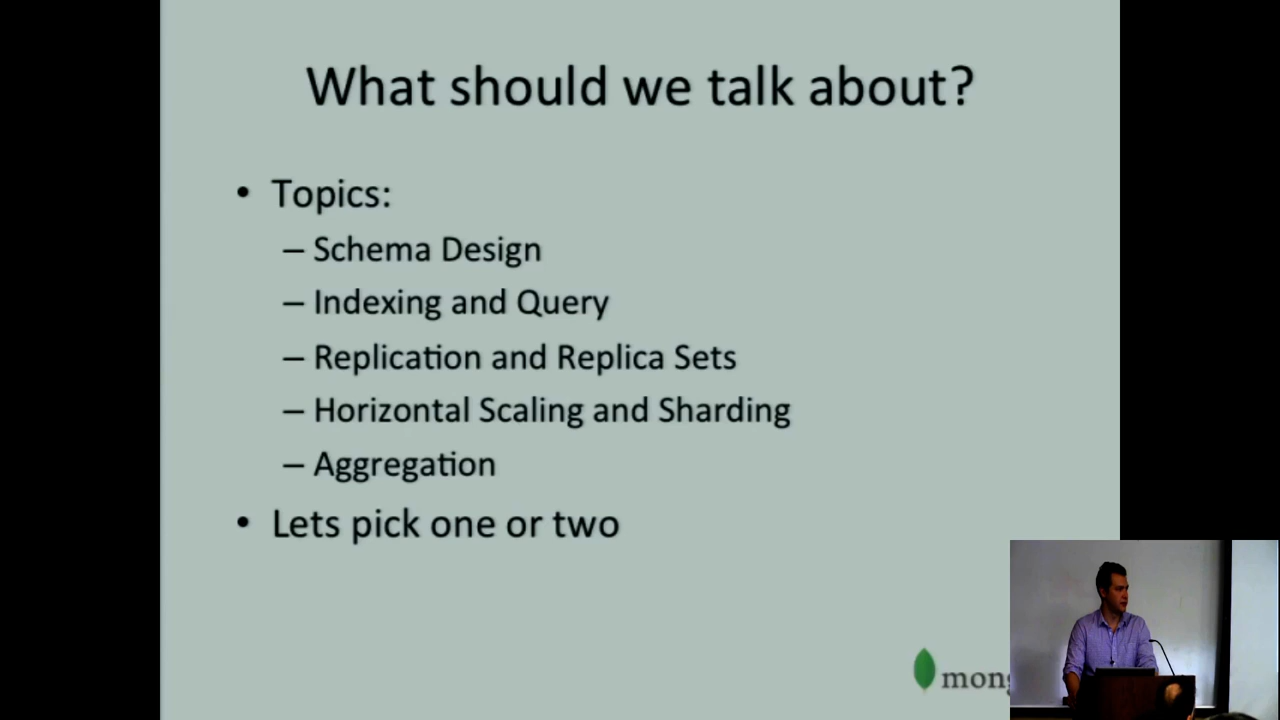 What should we talk about?
• Topics:
– Schema Design
– Indexing and Query
– Replication and Replica Sets
– Horizontal Scaling and Sharding
– Aggregation
• Lets pick one or two
mong